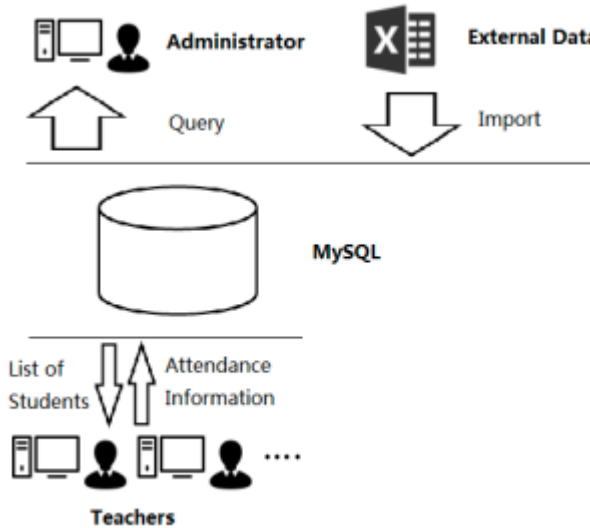 Administrator
External Data
Query
Import
MySQL
List of
Students
Attendance
Information
....
Teachers